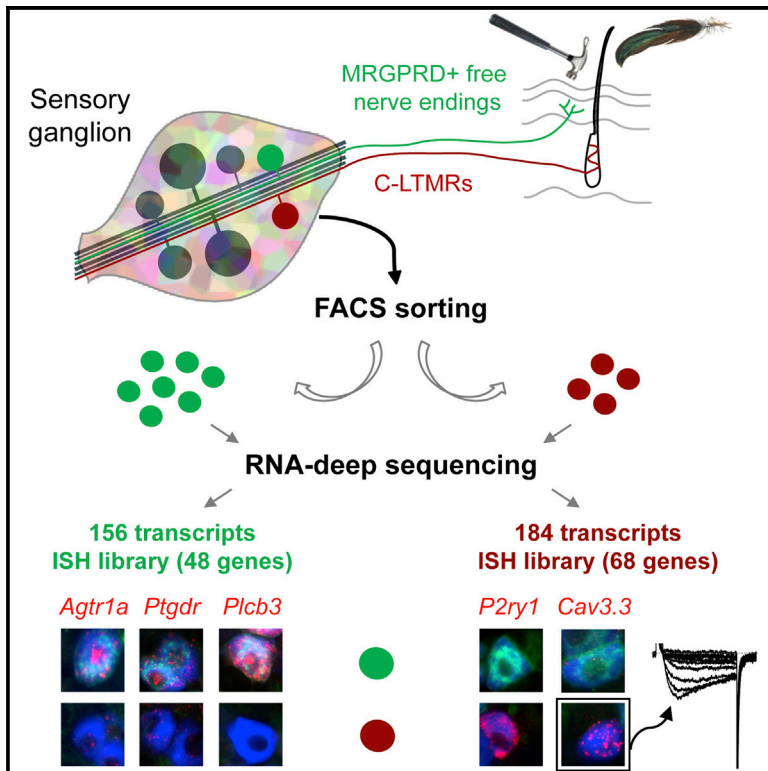 MRGPRD+ free
nerve endings
Sensory
ganglion
C-LTMRs
FACS sorting
RNA-deep sequencing
156 transcripts
ISH library (48 genes)
184 transcripts
ISH library (68 genes)
Agtr1a Ptgdr Plcb3
P2ry1 Cav3.3